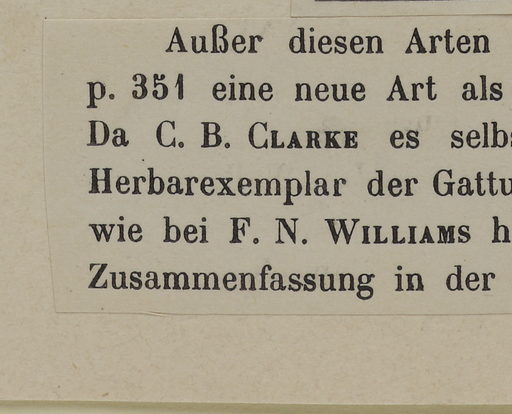 Außer diesen Arten
p. 351 eine neue Art als
Da C. B. CLARKE es selbs
Herbarexemplar der Gattu
wie bei F. N. WILLIAMS h
Zusammenfassung in der